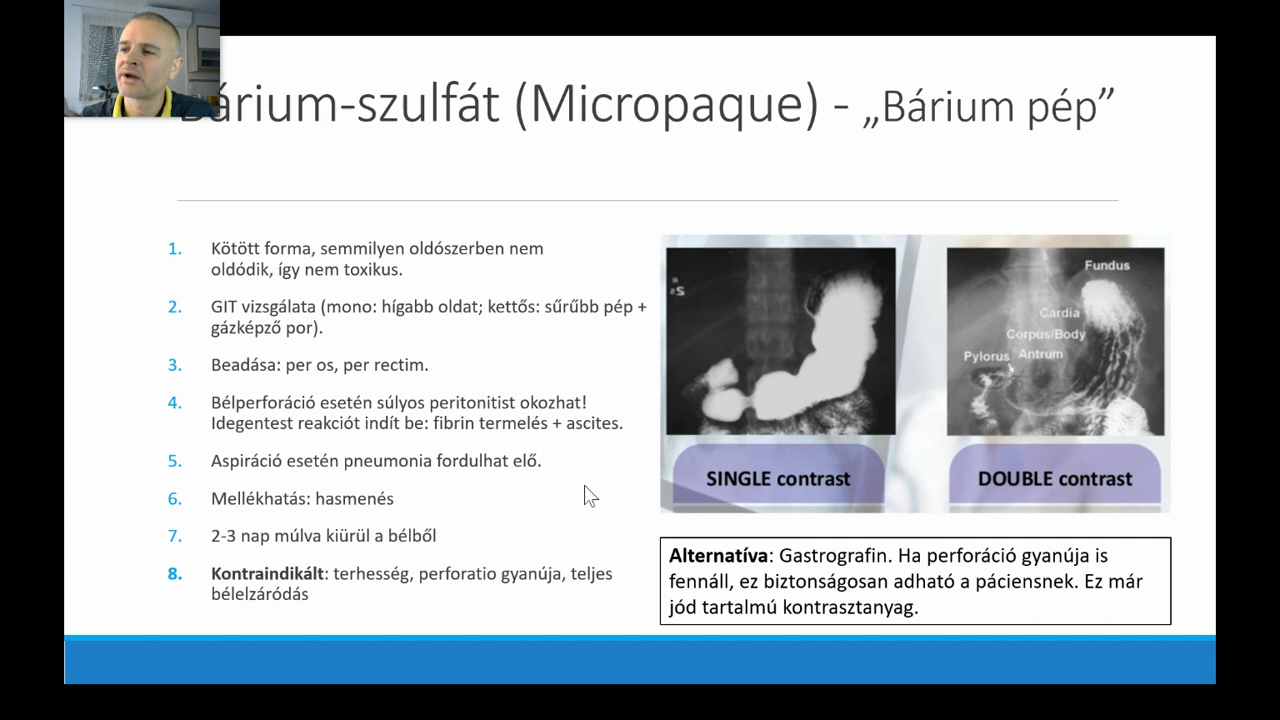 Bárium-szulfát (Micropaque) - „Bárium pép”
1. Kötött forma, semmilyen oldószerben nem
oldódik, így nem toxikus.
2. GIT vizsgálata (mono: hígabb oldat; kettős: sűrűbb pép +
gázképző por).
3. Beadása: per os, per rectim.
4. Bélperforáció esetén súlyos peritonitist okozhat!
Idegentest reakciót indít be: fibrin termelés + ascites.
5. Aspiráció esetén pneumonia fordulhat elő.
6. Mellékhatás: hasmenés
7. 2-3 nap múlva kiürül a bélből
8. Kontraindikált: terhesség, perforatio gyanúja, teljes
bélelzáródás
R
S
Fundus
Cardia
Corpus/Body
Pylorus Antrum
SINGLE contrast
DOUBLE contrast
Alternatíva: Gastrografin. Ha perforáció gyanúja is
fennáll, ez biztonságosan adható a páciensnek. Ez már
jód tartalmú kontrasztanyag.